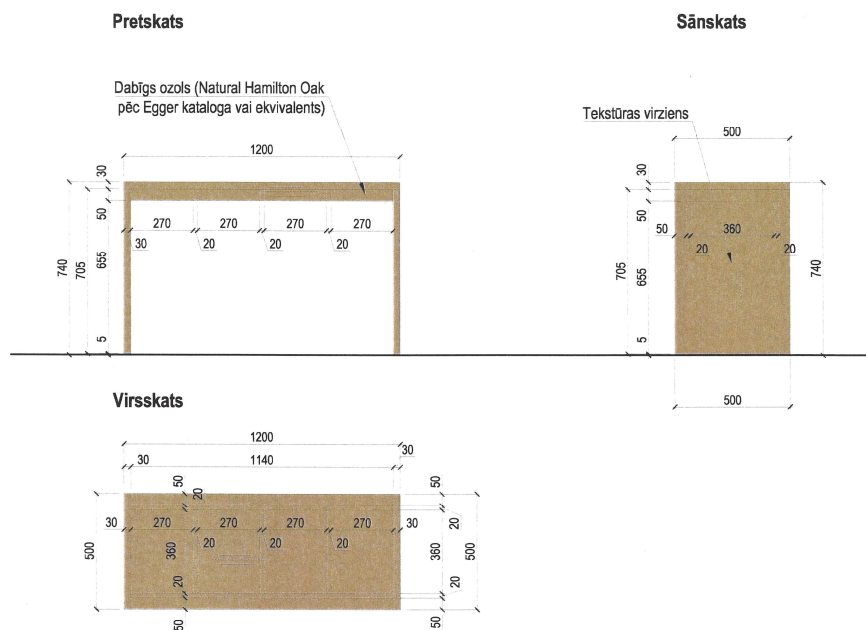 Pretskats
Sānskats
Dabīgs ozols (Natural Hamilton Oak
pēc Egger kataloga vai ekvivalents)
Tekstūras virziens
1200
500
30
50
740
705
655
5
270 270 270 270
30 20 20 20
30
50
50 360
20 20
705
655
740
5
500
Virsskats
1200
30 1140 30
50
20
50
30 270 270 270 270 30
20 20 20
500
360
20
50
20
360
20
500
50